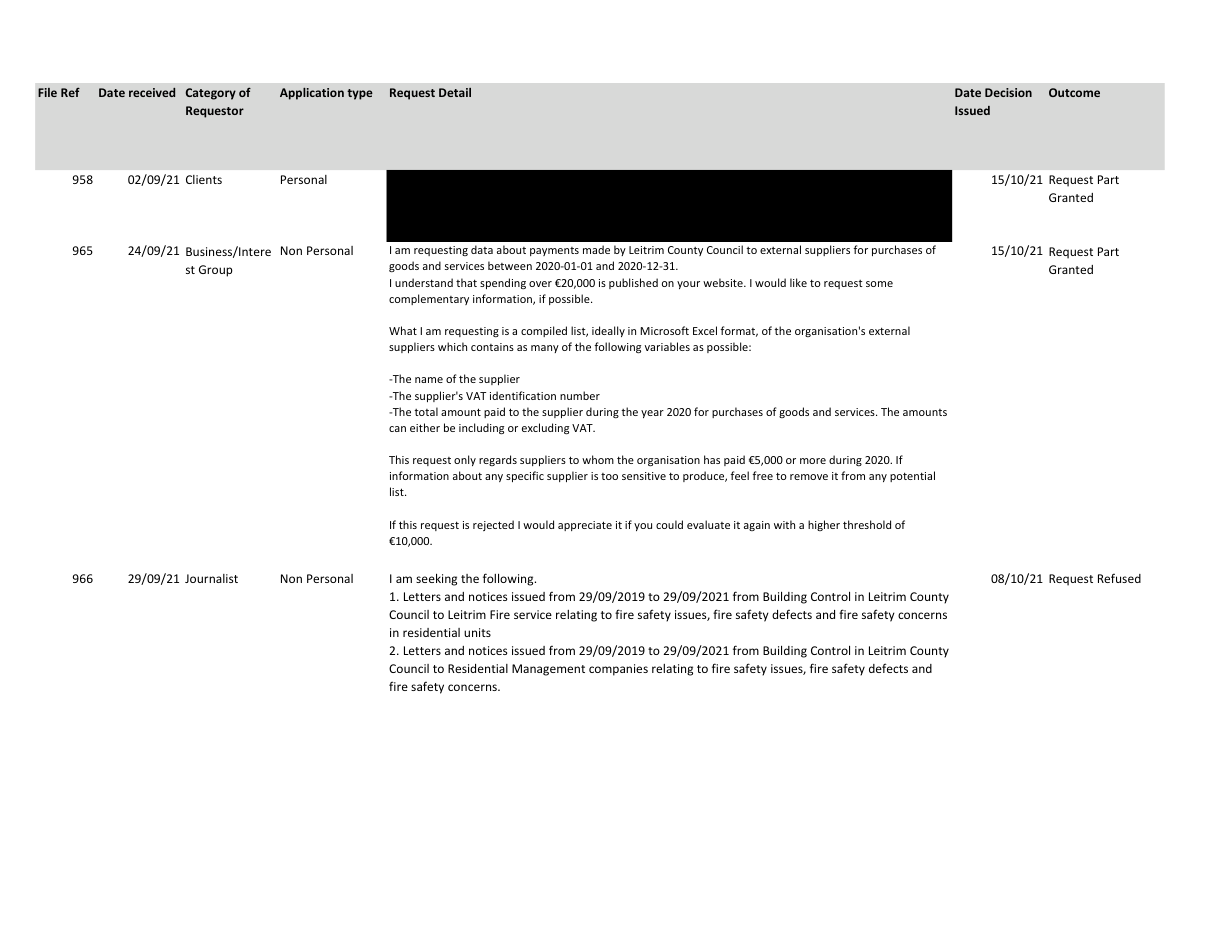 File Ref Date received Category of Requestor Application type Request Detail Date Decision Issued Outcome
958 02/09/21 Clients Personal 15/10/21 Request Part Granted
965 24/09/21 Business/Intere
st Group
Non Personal
I am requesting data about payments made by Leitrim County Council to external suppliers for purchases of
goods and services between 2020-01-01 and 2020-12-31.
I understand that spending over €20,000 is published on your website. I would like to request some
complementary information, if possible.
What I am requesting is a compiled list, ideally in Microsoft Excel format, of the organisation's external
suppliers which contains as many of the following variables as possible:
-The name of the supplier
-The supplier's VAT identification number
-The total amount paid to the supplier during the year 2020 for purchases of goods and services. The amounts
can either be including or excluding VAT.
This request only regards suppliers to whom the organisation has paid €5,000 or more during 2020. If
information about any specific supplier is too sensitive to produce, feel free to remove it from any potential
list.
If this request is rejected I would appreciate it if you could evaluate it again with a higher threshold of
€10,000.
15/10/21 Request Part
Granted
966 29/09/21 Journalist Non Personal
I am seeking the following.
1. Letters and notices issued from 29/09/2019 to 29/09/2021 from Building Control in Leitrim County
Council to Leitrim Fire service relating to fire safety issues, fire safety defects and fire safety concerns
in residential units
2. Letters and notices issued from 29/09/2019 to 29/09/2021 from Building Control in Leitrim County
Council to Residential Management companies relating to fire safety issues, fire safety defects and
fire safety concerns.
08/10/21 Request Refused